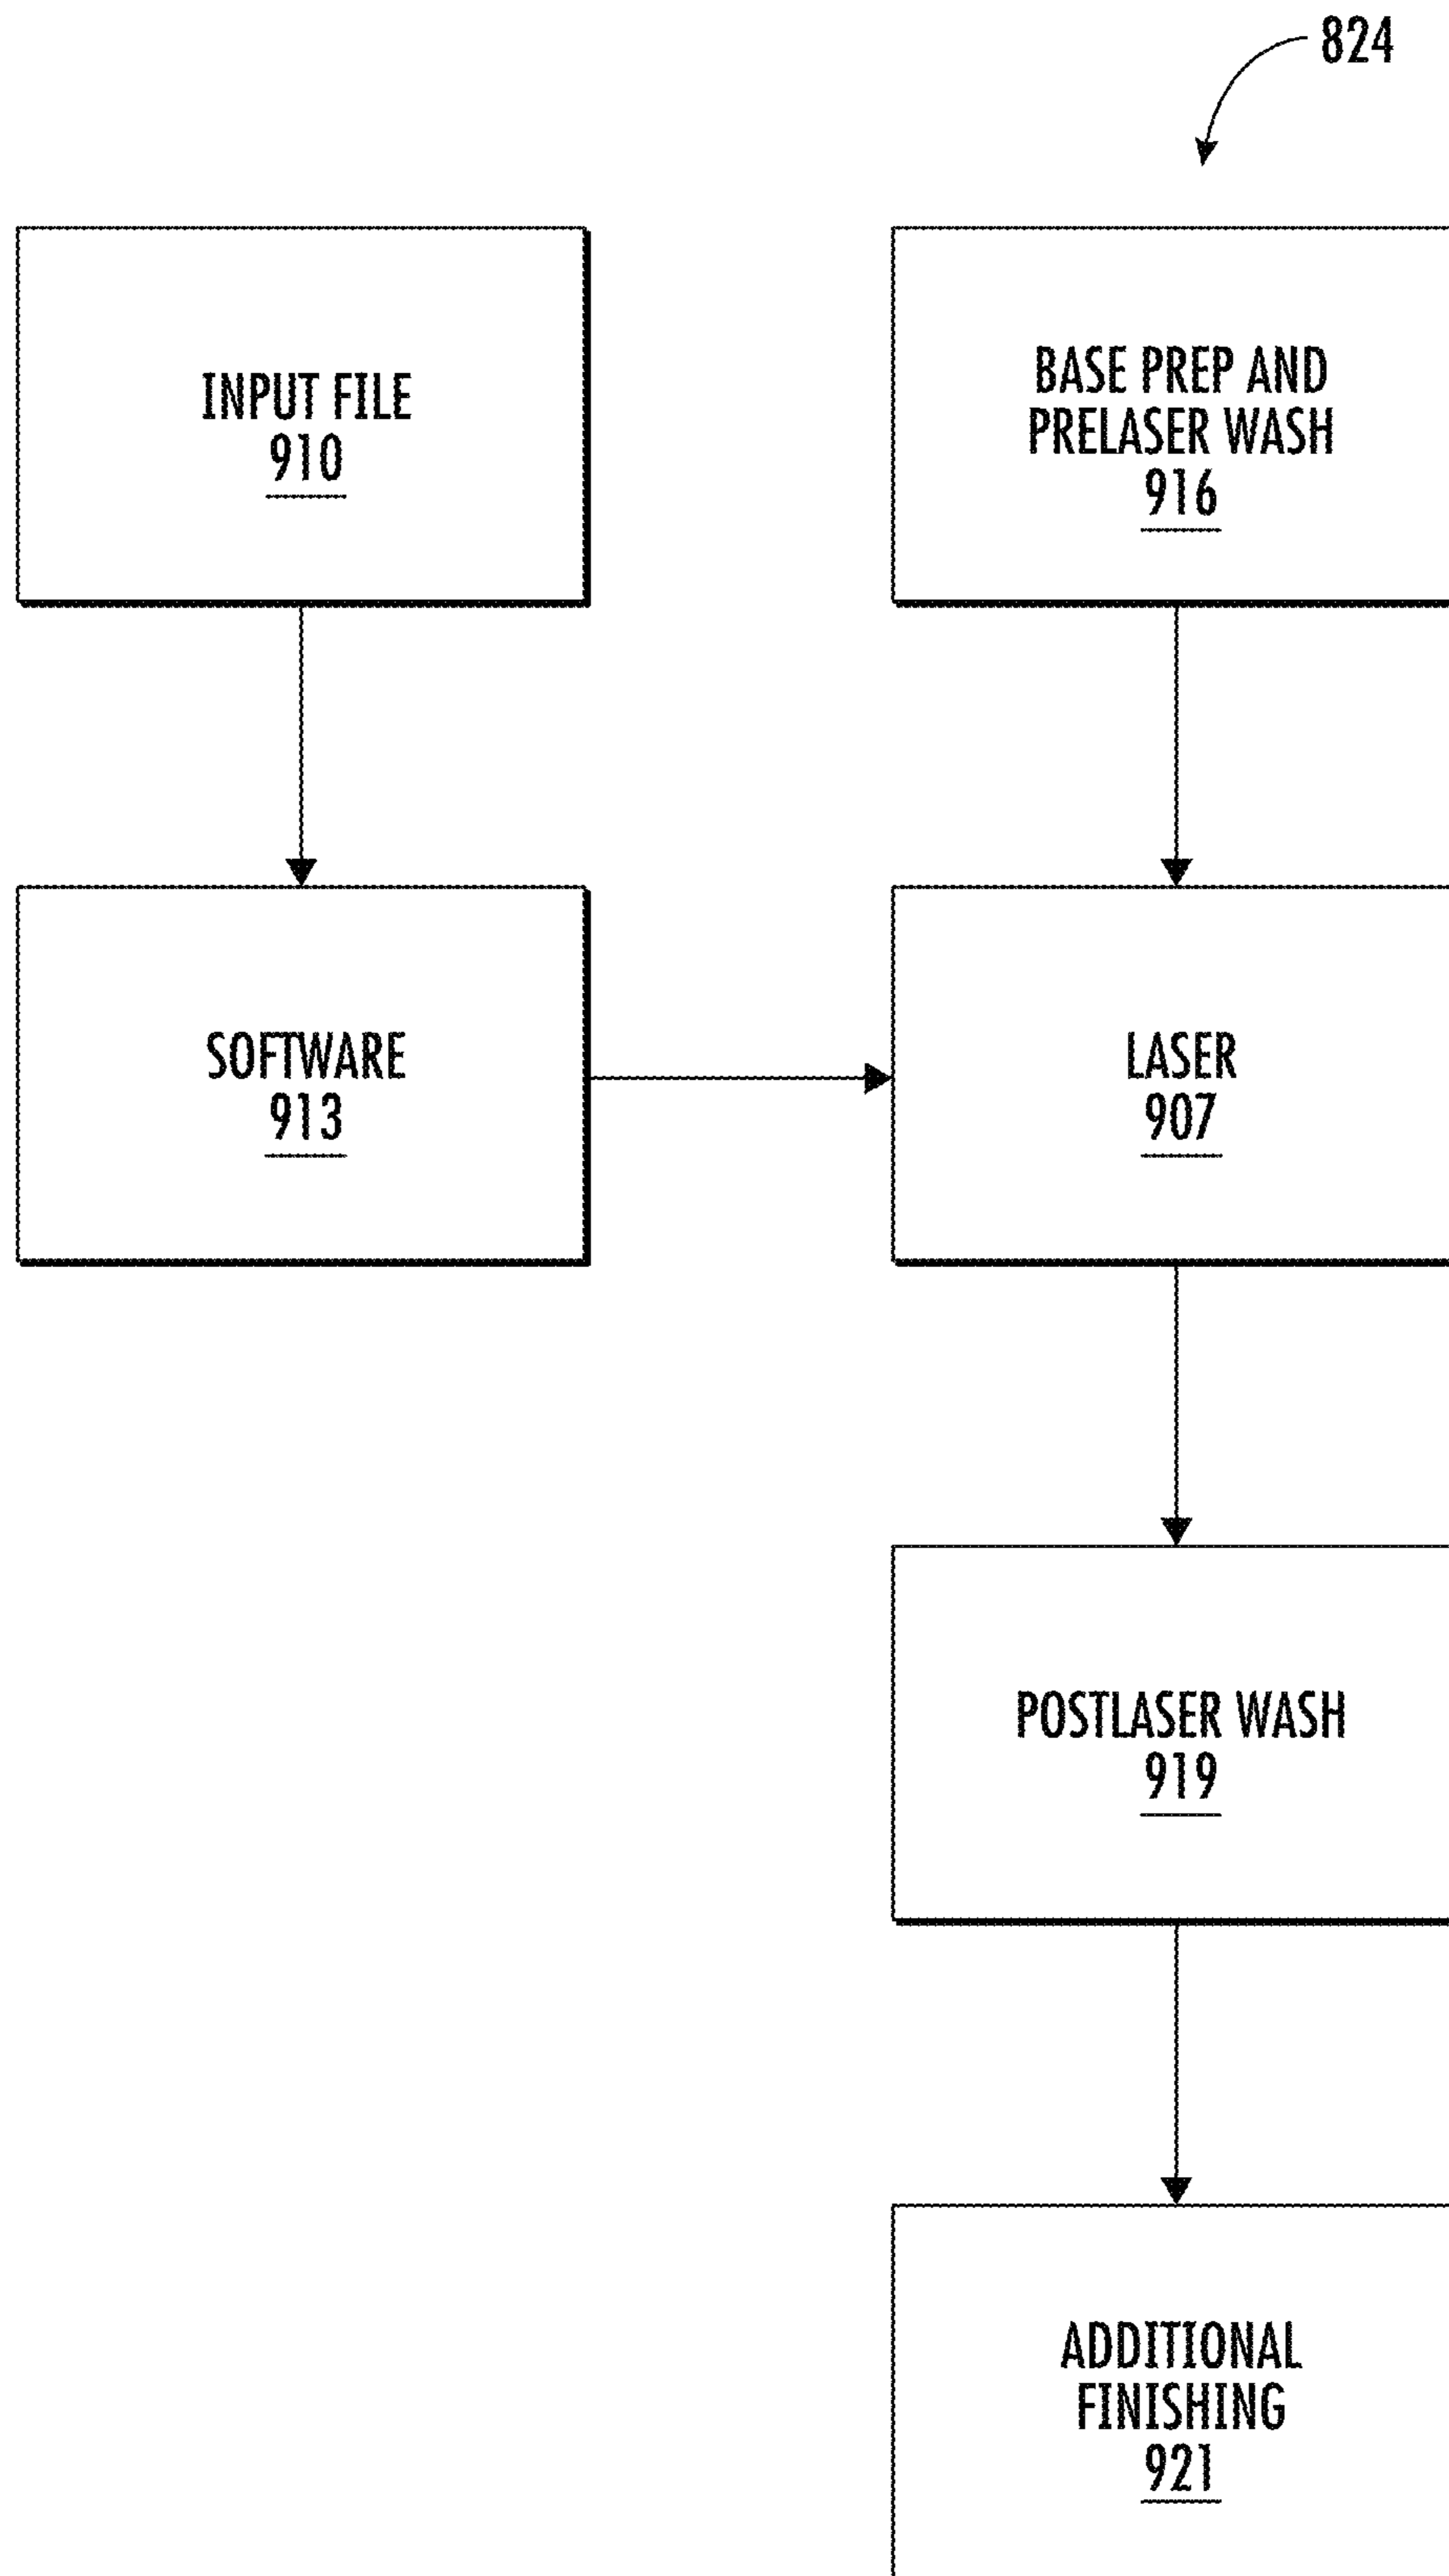 824
INPUT FILE
910
BASE PREP AND
PRELASER WASH
916
SOFTWARE
913
LASER
907
POSTLASER WASH
919
ADDITIONAL
FINISHING
921